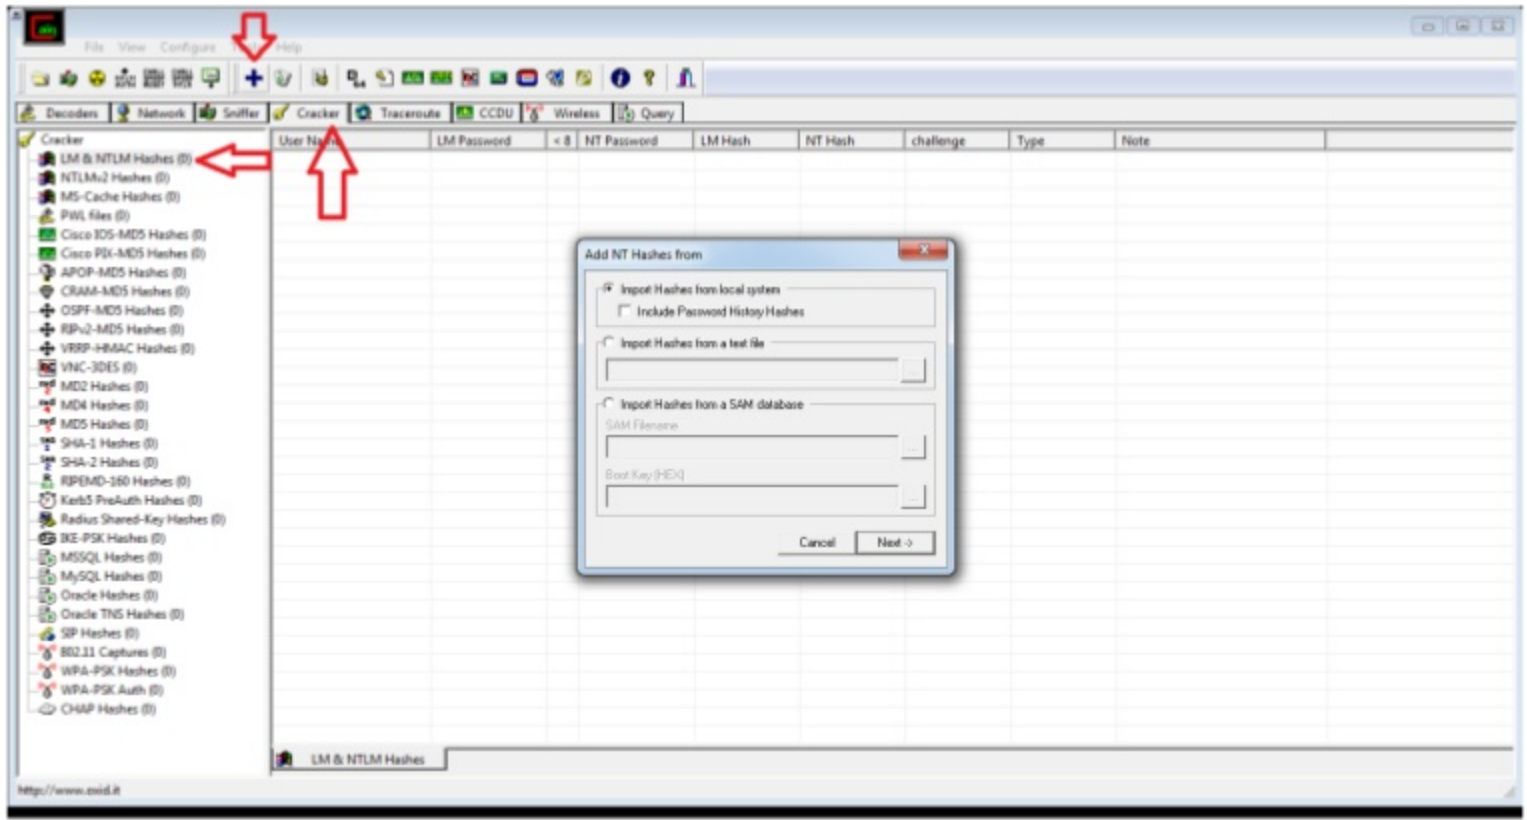 Cain
File View Configure Help
Decoders Network Sniffer Cracker Traceroute CCDU Wireless Query
Cracker
LM & NTLM Hashes (0)
NTLMv2 Hashes (0)
MS-Cache Hashes (0)
PWL files (0)
Cisco IOS-MD5 Hashes (0)
Cisco PIX-MD5 Hashes (0)
APOP-MD5 Hashes (0)
CRAM-MD5 Hashes (0)
OSPF-MD5 Hashes (0)
RIPv2-MD5 Hashes (0)
VRRP-HMAC Hashes (0)
VNC-3DES (0)
MD2 Hashes (0)
MD4 Hashes (0)
MD5 Hashes (0)
SHA-1 Hashes (0)
SHA-2 Hashes (0)
RIPEMD-160 Hashes (0)
Kerb5 PreAuth Hashes (0)
Radius Shared-Key Hashes (0)
IKE-PSK Hashes (0)
MSSQL Hashes (0)
MySQL Hashes (0)
Oracle Hashes (0)
Oracle TNS Hashes (0)
SIP Hashes (0)
802.11 Captures (0)
WPA-PSK Hashes (0)
WPA-PSK Auth (0)
CHAP Hashes (0)
User LM Password < 8 NT Password LM Hash NT Hash challenge Type Note
Add NT Hashes from
Import Hashes from local system
Include Password History Hashes
Import Hashes from a text file
...
Import Hashes from a SAM database
SAM Filename
...
Boot Key (HEX)
...
Cancel Next ->
LM & NTLM Hashes
http://www.oxid.it